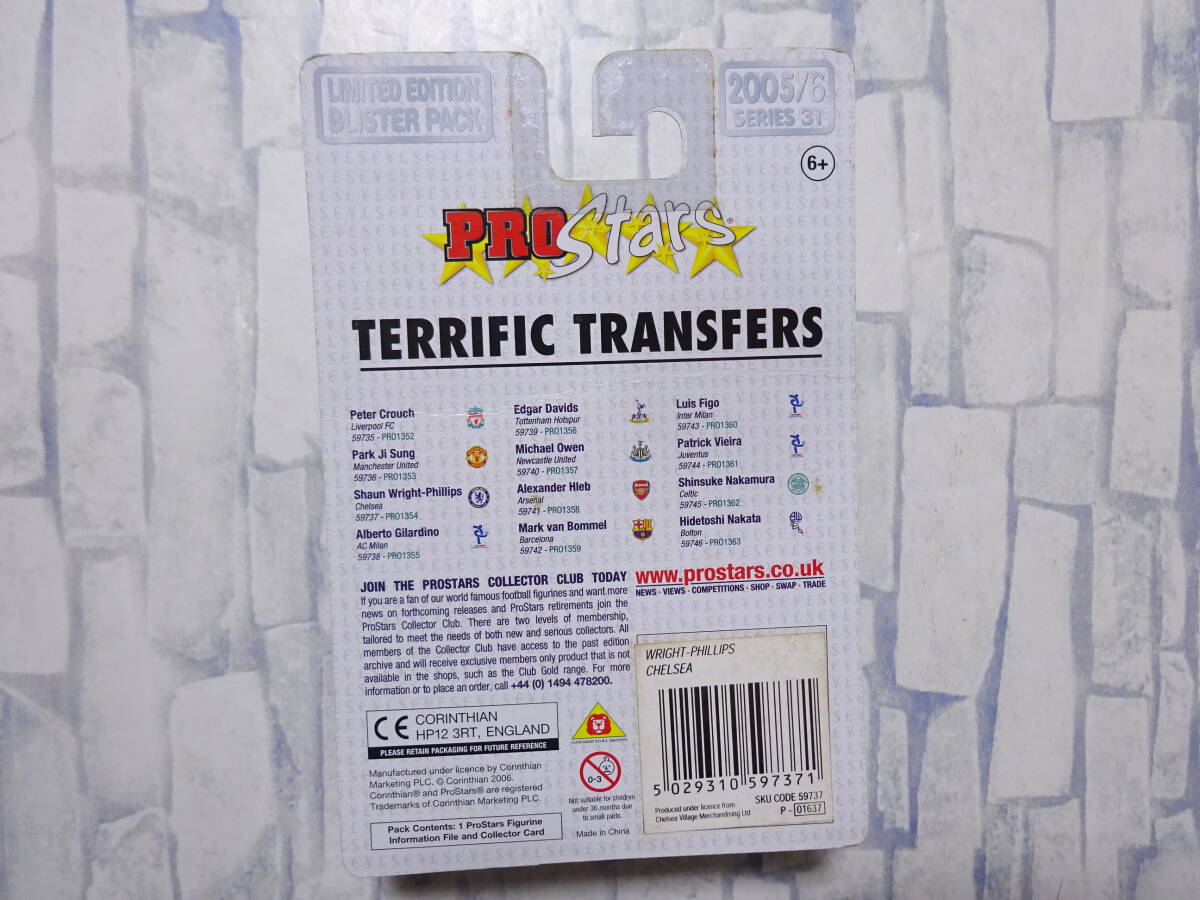 LIMITED EDITION
BLISTER PACK
2005/6
SERIES 31
6+
PROStars®
TERRIFIC TRANSFERS
Peter Crouch
Liverpool FC
59735 - PRO1352
Park Ji Sung
Manchester United
59736 - PRO1353
Shaun Wright-Phillips
Chelsea
59737 - PRO1354
Alberto Gilardino
AC Milan
59738 - PRO1355
Edgar Davids
Tottenham Hotspur
59739 - PRO1356
Michael Owen
Newcastle United
59740 - PRO1357
Alexander Hleb
Arsenal
59741 - PRO1358
Mark van Bommel
Barcelona
59742 - PRO1359
Luis Figo
Inter Milan
59743 - PRO1360
Patrick Vieira
Juventus
59744 - PRO1361
Shinsuke Nakamura
Celtic
59745 - PRO1362
Hidetoshi Nakata
Bolton
59746 - PRO1363
JOIN THE PROSTARS COLLECTOR CLUB TODAY
If you are a fan of our world famous football figurines and want more
news on forthcoming releases and ProStars retirements join the
ProStars Collector Club. There are two levels of membership,
tailored to meet the needs of both new and serious collectors. All
members of the Collector Club have access to the past edition
archive and will receive exclusive members only product that is not
available in the shops, such as the Club Gold range. For more
information or to place an order, call +44 (0) 1494 478200.
www.prostars.co.uk
NEWS · VIEWS · COMPETITIONS · SHOP · SWAP · TRADE
WRIGHT-PHILLIPS
CHELSEA
5 029310 597371
SKU CODE 59737
Produced under licence from
Chelsea Village Merchandising Ltd
P - 01637
CE CORINTHIAN
HP12 3RT, ENGLAND
PLEASE RETAIN PACKAGING FOR FUTURE REFERENCE
Manufactured under licence by Corinthian
Marketing PLC. © Corinthian 2006.
Corinthian® and ProStars® are registered
Trademarks of Corinthian Marketing PLC.
Pack Contents: 1 ProStars Figurine
Information File and Collector Card
0-3
Not suitable for children
under 36 months due
to small parts.
Made in China